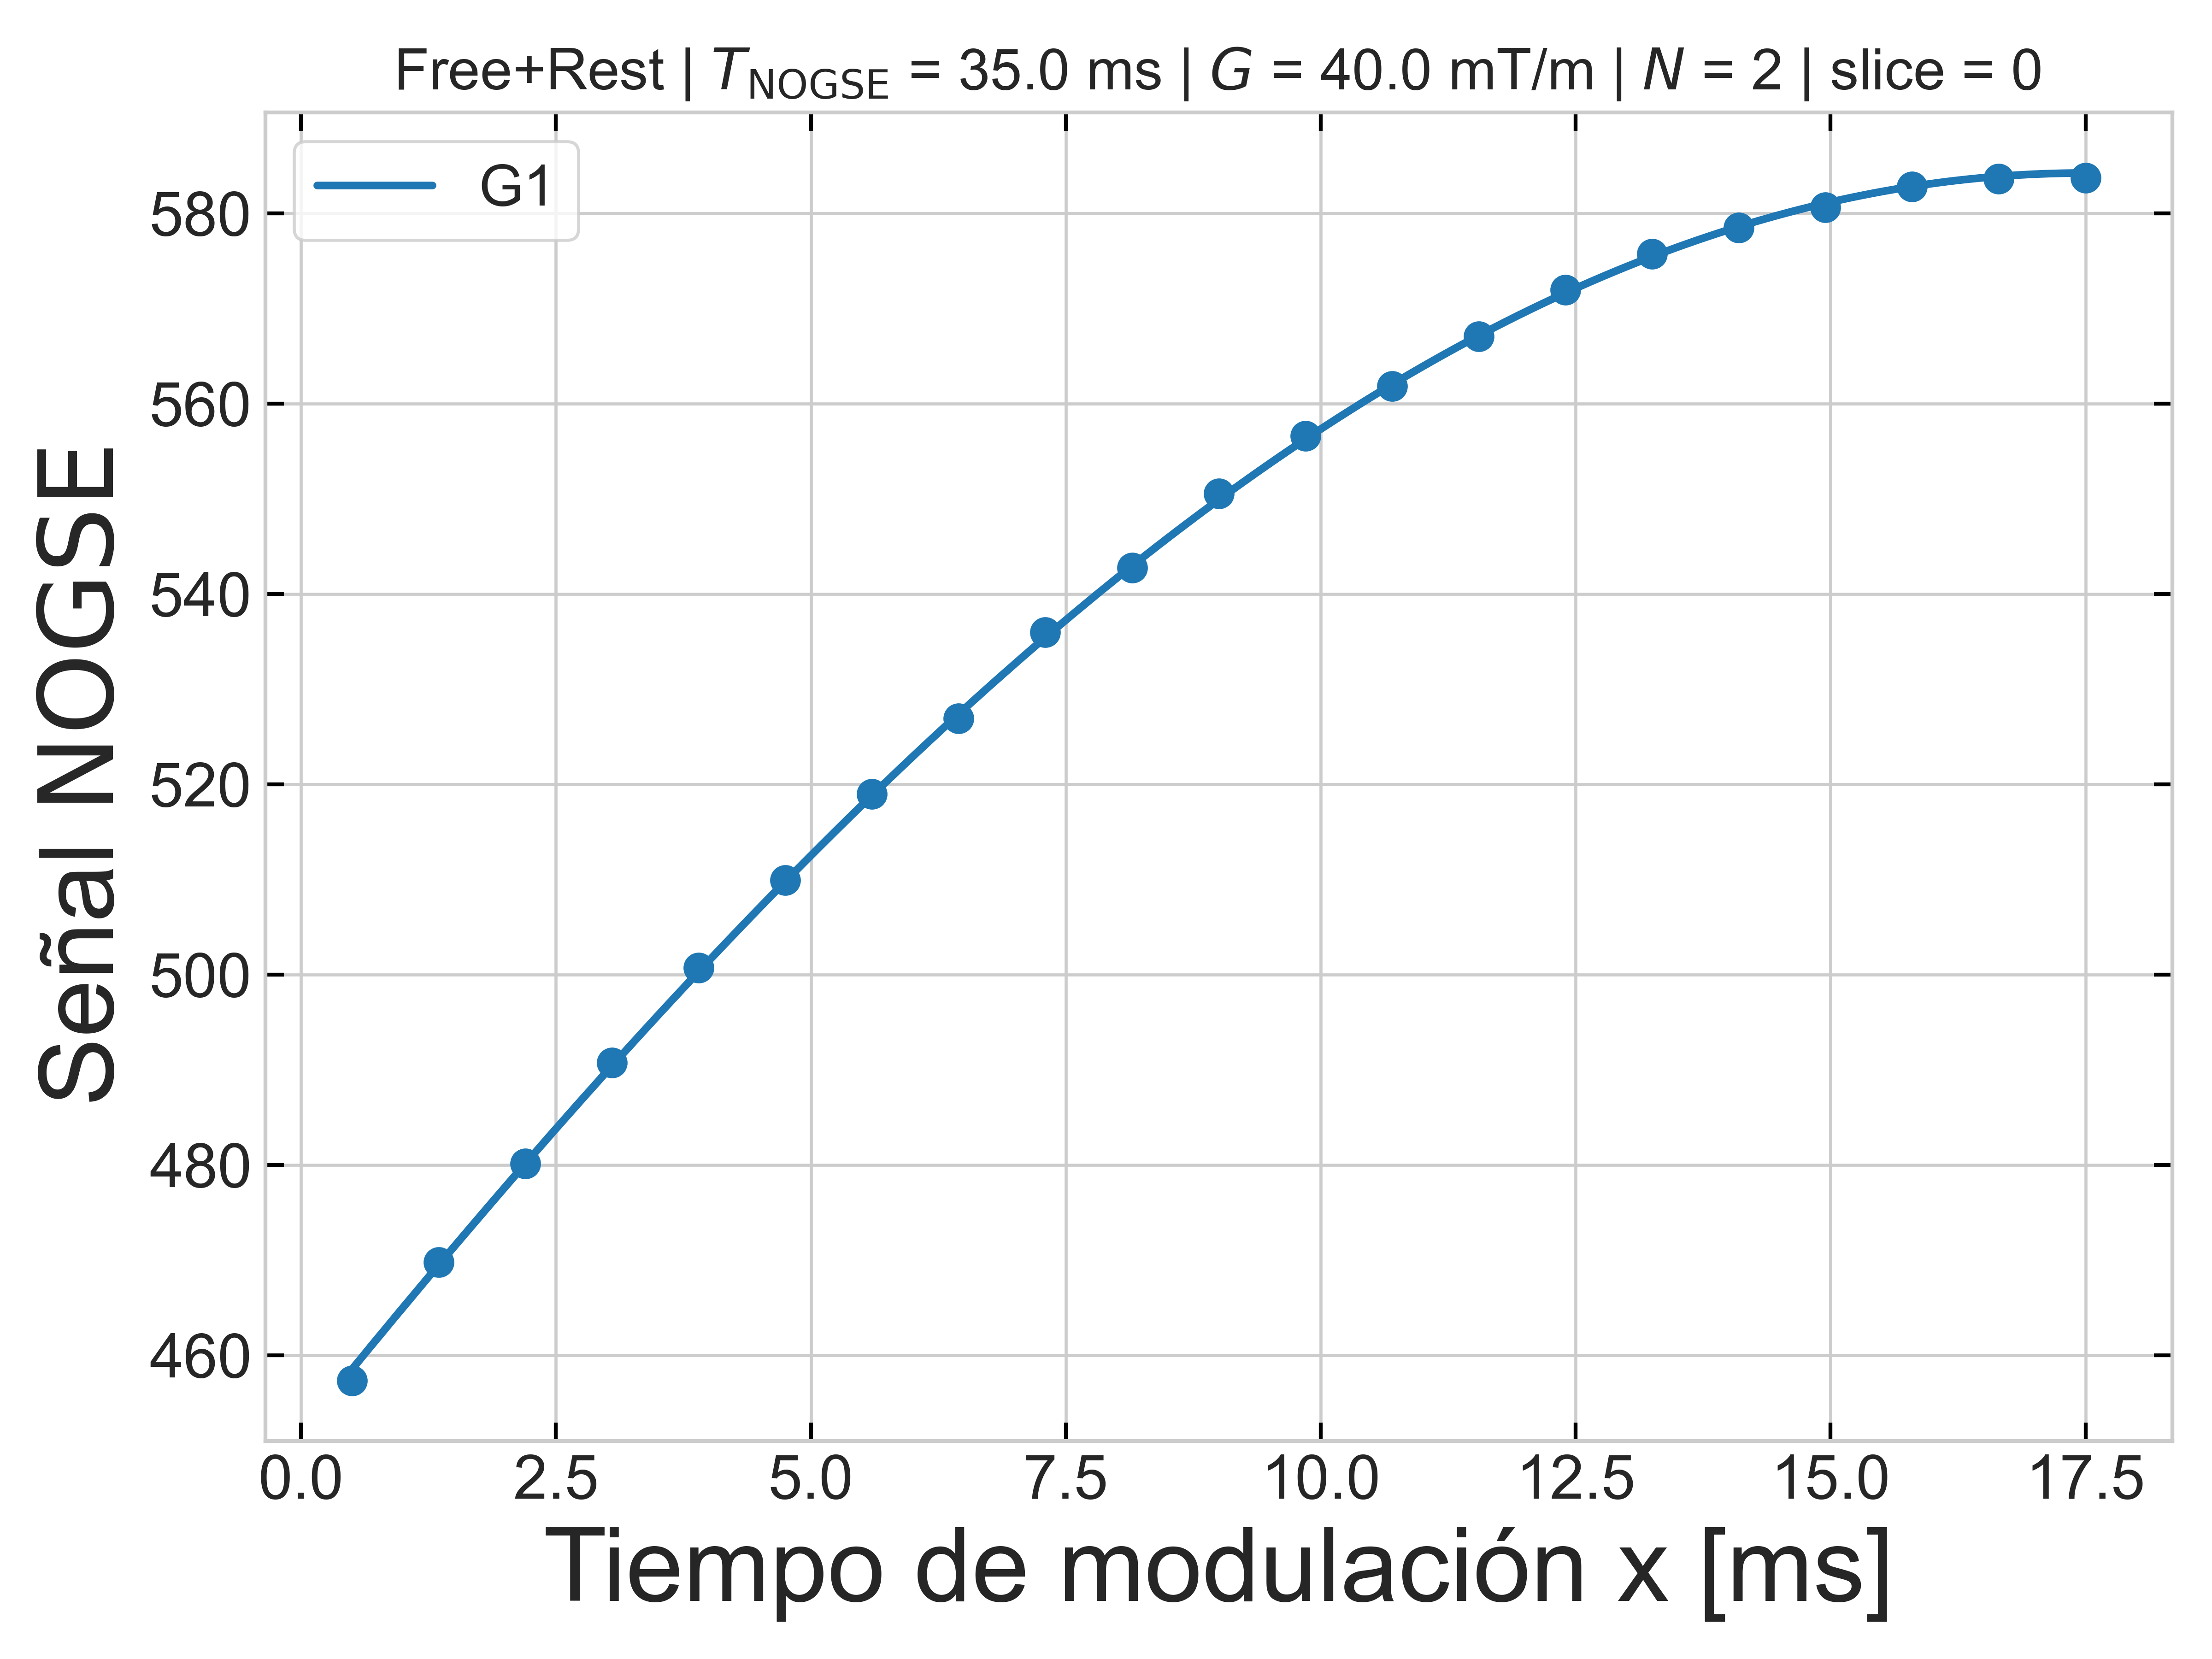 Free+Rest | T_NOGSE = 35.0 ms | G = 40.0 mT/m | N = 2 | slice = 0
G1
Señal NOGSE
580
560
540
520
500
480
460
0.0 2.5 5.0 7.5 10.0 12.5 15.0 17.5
Tiempo de modulación x [ms]